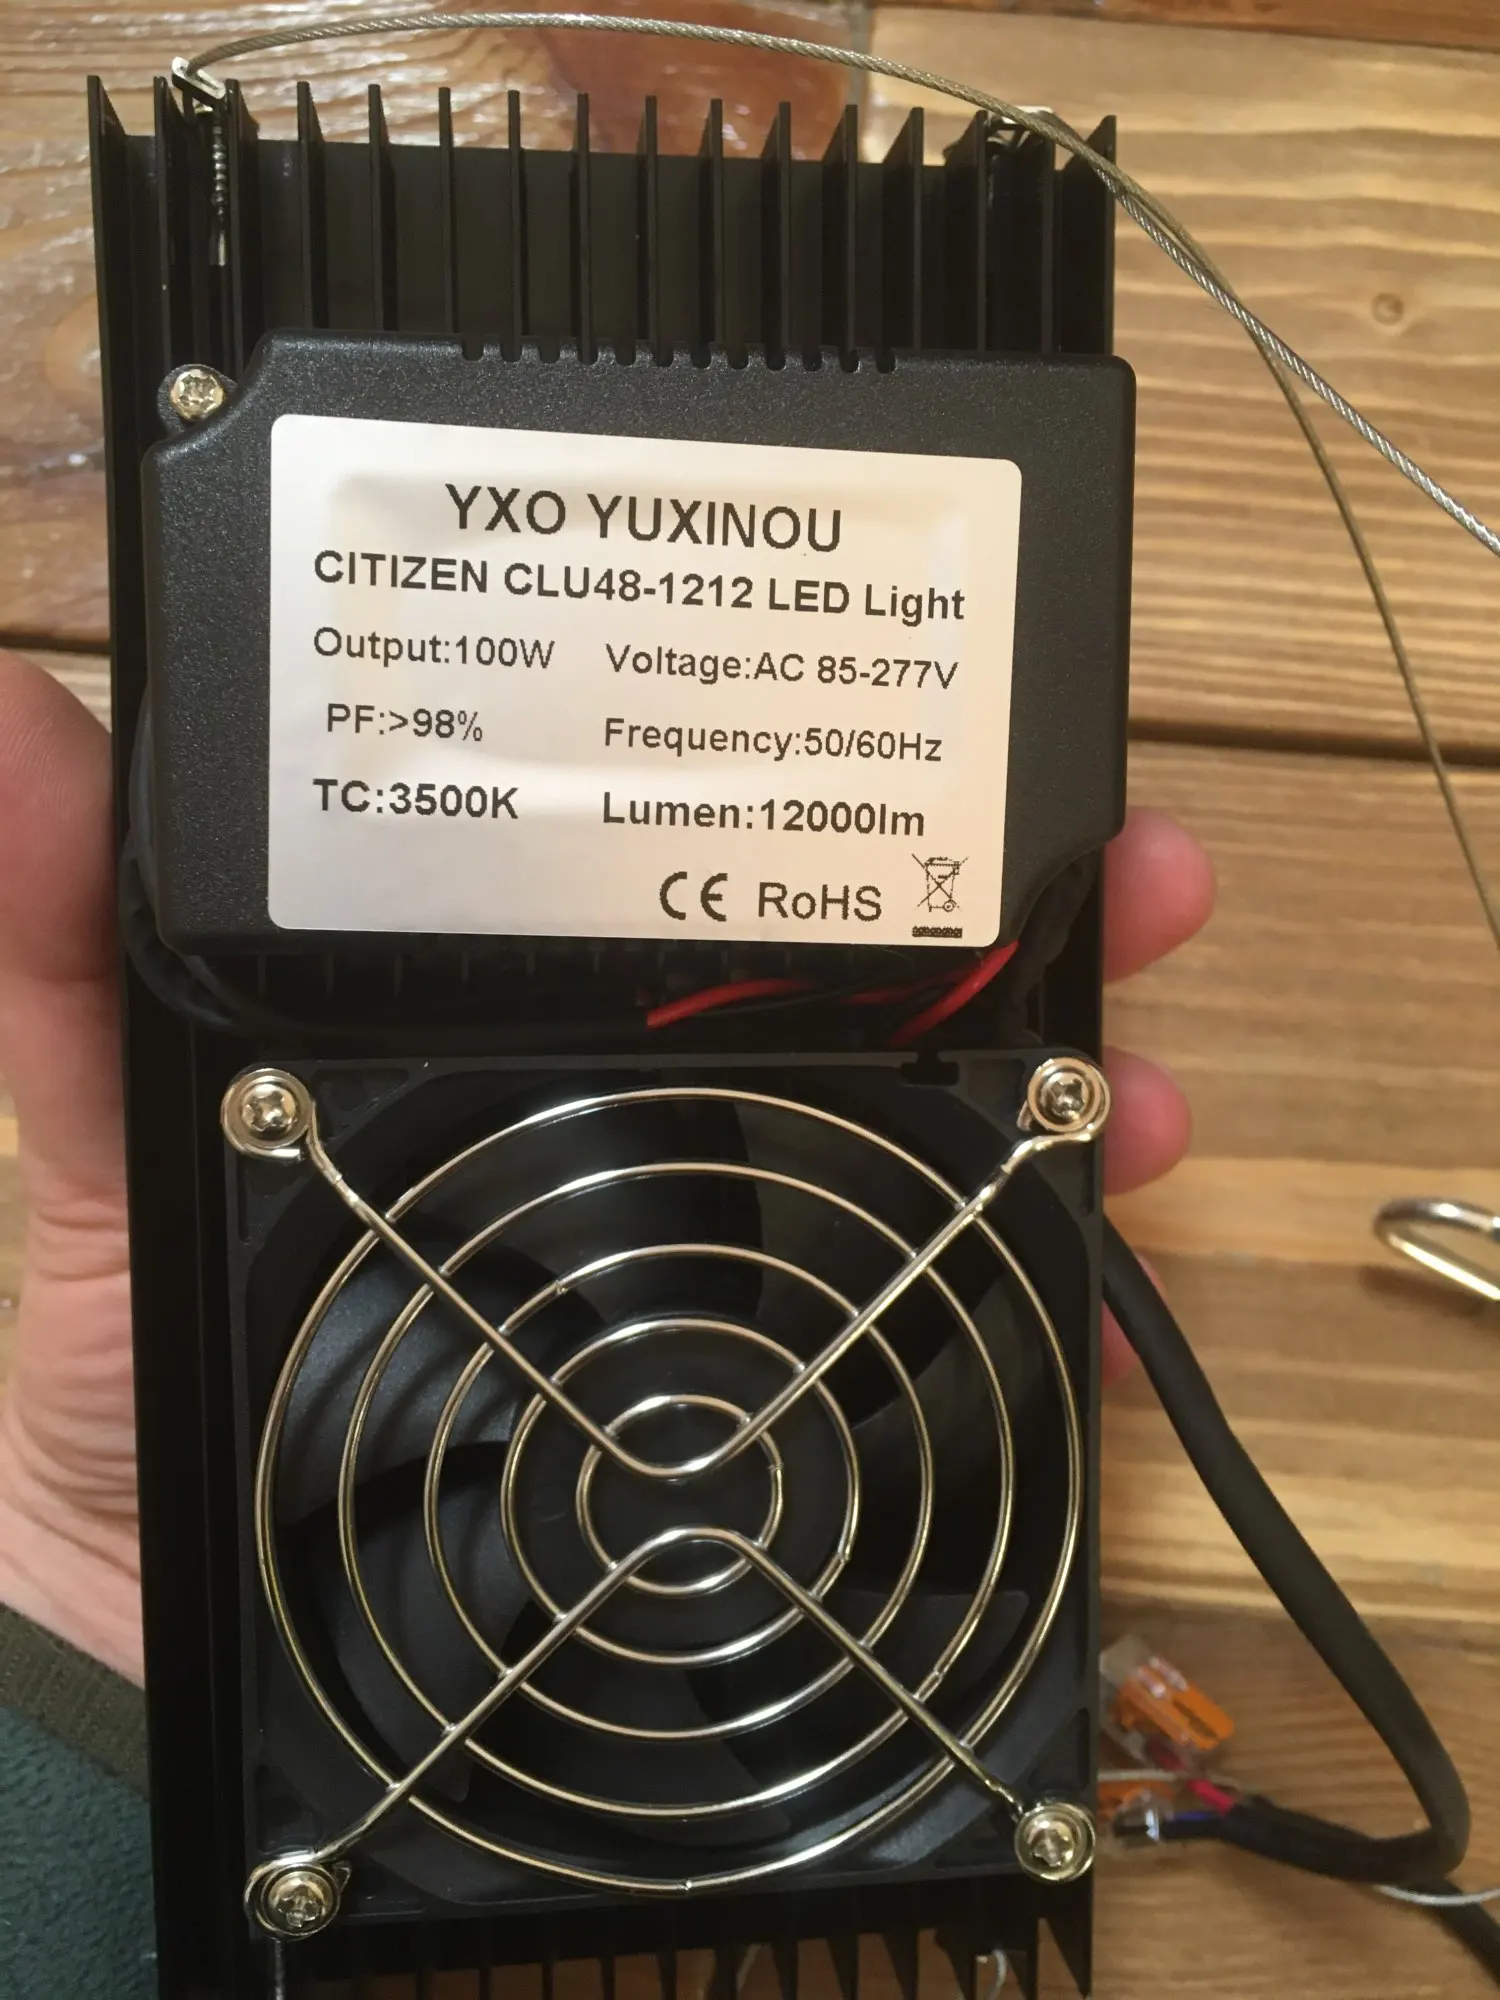 YXO YUXINOU
CITIZEN CLU48-1212 LED Light
Output:100W Voltage:AC 85-277V
PF:>98% Frequency:50/60Hz
TC:3500K Lumen:12000lm
CE RoHS